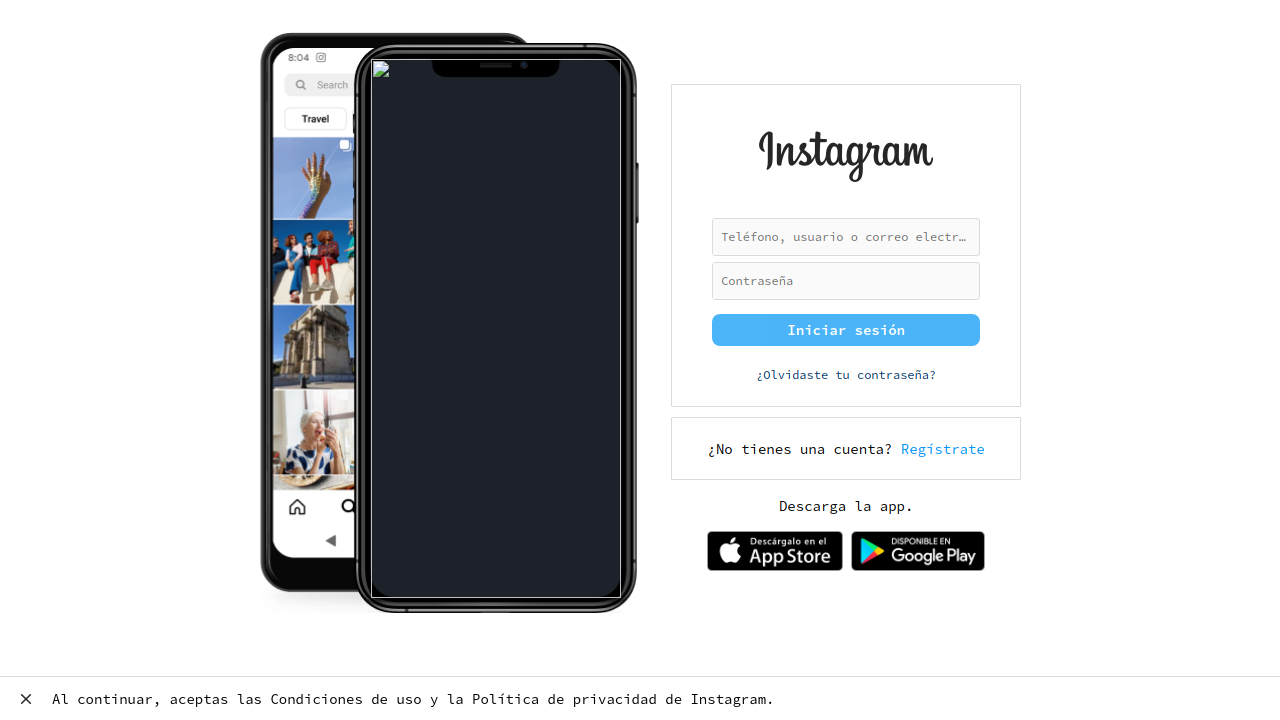 8:04
Search
Travel
Instagram
Teléfono, usuario o correo electr…
Contraseña
Iniciar sesión
¿Olvidaste tu contraseña?
¿No tienes una cuenta? Regístrate
Descarga la app.
Descárgalo en el
App Store
DISPONIBLE EN
Google Play
Al continuar, aceptas las Condiciones de uso y la Política de privacidad de Instagram.